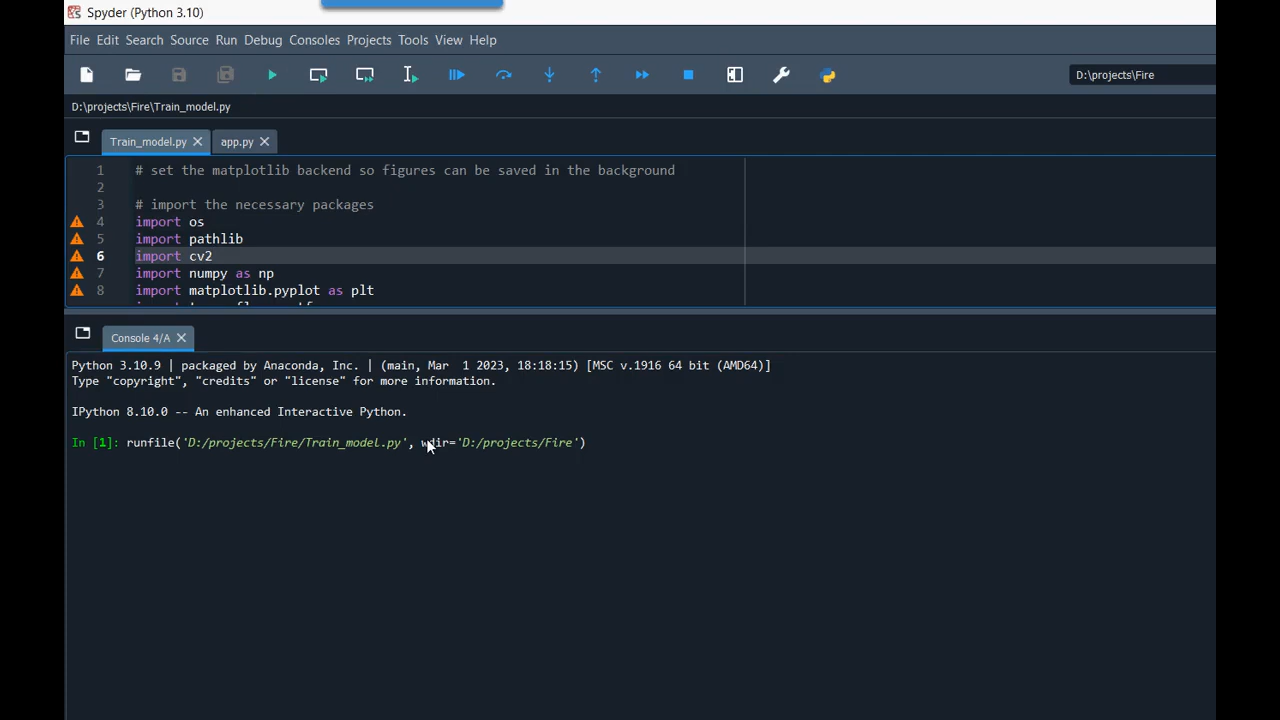 Spyder (Python 3.10)
File Edit Search Source Run Debug Consoles Projects Tools View Help
D:\projects\Fire
D:\projects\Fire\Train_model.py
Train_model.py app.py
1 # set the matplotlib backend so figures can be saved in the background
2
3 # import the necessary packages
4 import os
5 import pathlib
6 import cv2
7 import numpy as np
8 import matplotlib.pyplot as plt
Console 4/A
Python 3.10.9 | packaged by Anaconda, Inc. | (main, Mar  1 2023, 18:18:15) [MSC v.1916 64 bit (AMD64)]
Type "copyright", "credits" or "license" for more information.
IPython 8.10.0 -- An enhanced Interactive Python.
In [1]: runfile('D:/projects/Fire/Train_model.py', wdir='D:/projects/Fire')